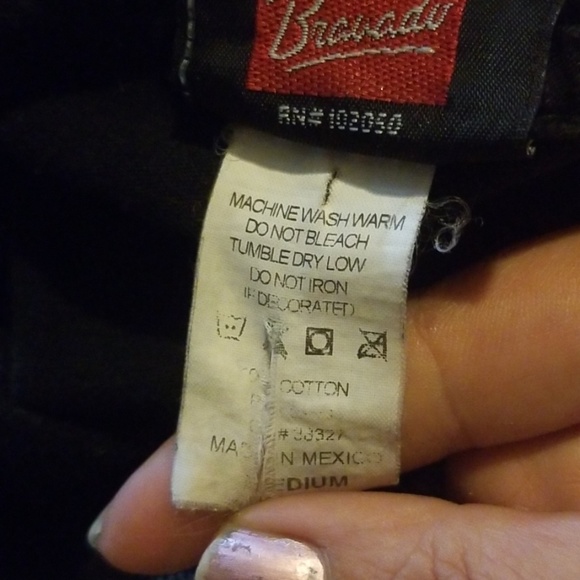 Bravado
RN# 102050
MACHINE WASH WARM
DO NOT BLEACH
TUMBLE DRY LOW
DO NOT IRON
IF DECORATED
COTTON
MEXICO